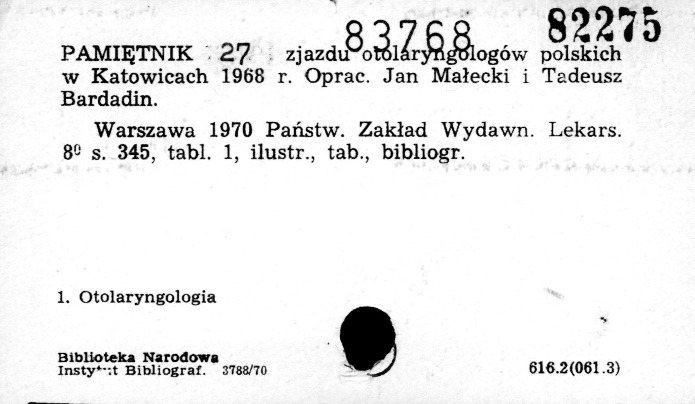 83768 82275
PAMIĘTNIK 27 zjazdu otolaryngologów polskich
w Katowicach 1968 r. Oprac. Jan Małecki i Tadeusz
Bardadin.
Warszawa 1970 Państw. Zakład Wydawn. Lekars.
8⁰ s. 345, tabl. 1, ilustr., tab., bibliogr.
1. Otolaryngologia
Biblioteka Narodowa
Bibliograf. 3788/70 616.2(061.3)